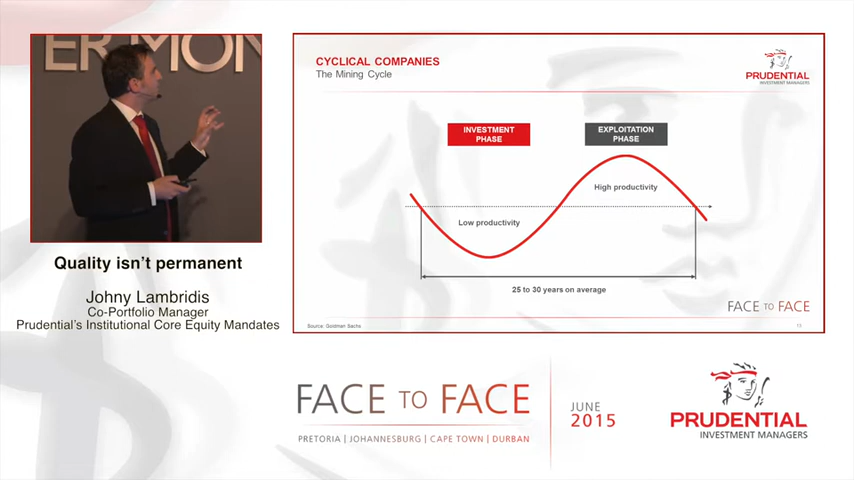 ER MON
Quality isn't permanent
Johny Lambridis
Co-Portfolio Manager
Prudential's Institutional Core Equity Mandates
CYCLICAL COMPANIES
The Mining Cycle
PRUDENTIAL
INVESTMENT MANAGERS
INVESTMENT
PHASE
EXPLOITATION
PHASE
High productivity
Low productivity
25 to 30 years on average
FACE TO FACE
Source: Goldman Sachs
13
FACE TO FACE
PRETORIA | JOHANNESBURG | CAPE TOWN | DURBAN
JUNE
2015
PRUDENTIAL
INVESTMENT MANAGERS